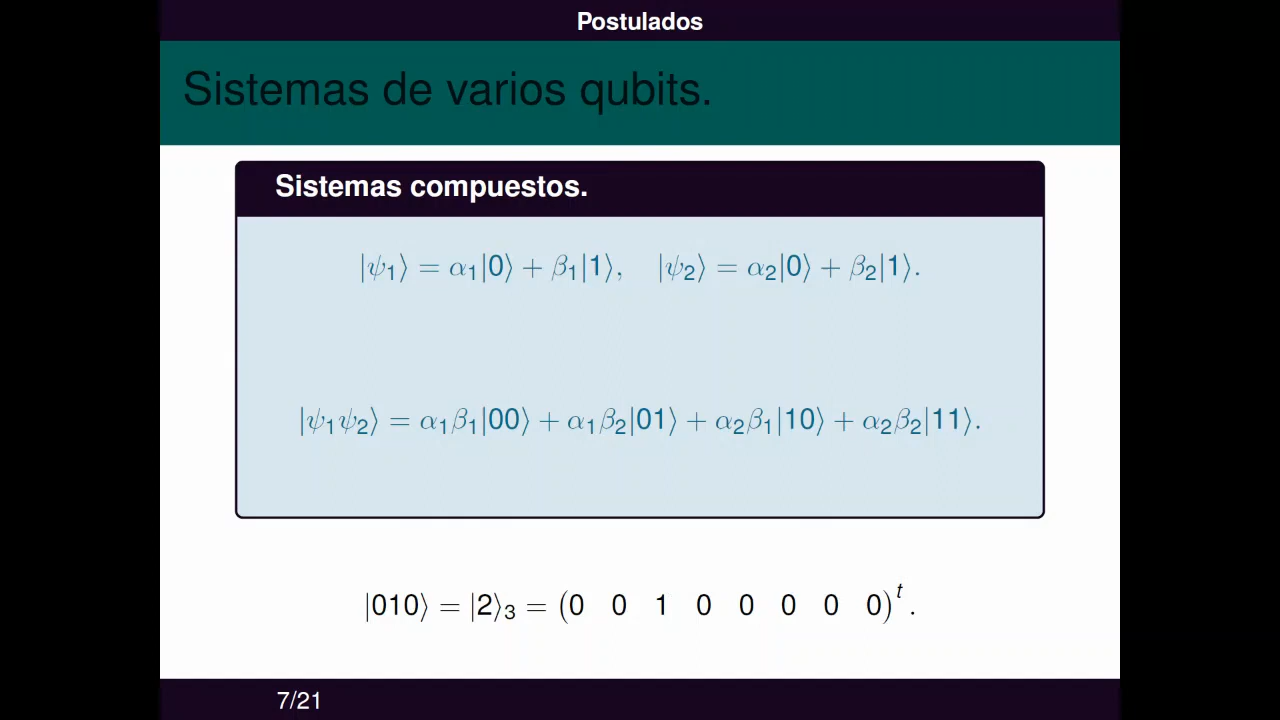 Postulados
Sistemas de varios qubits.
Sistemas compuestos.
|ψ₁⟩ = α₁|0⟩ + β₁|1⟩, |ψ₂⟩ = α₂|0⟩ + β₂|1⟩.
|ψ₁ψ₂⟩ = α₁β₁|00⟩ + α₁β₂|01⟩ + α₂β₁|10⟩ + α₂β₂|11⟩.
|010⟩ = |2⟩₃ = (0 0 1 0 0 0 0 0)ᵗ.
7/21